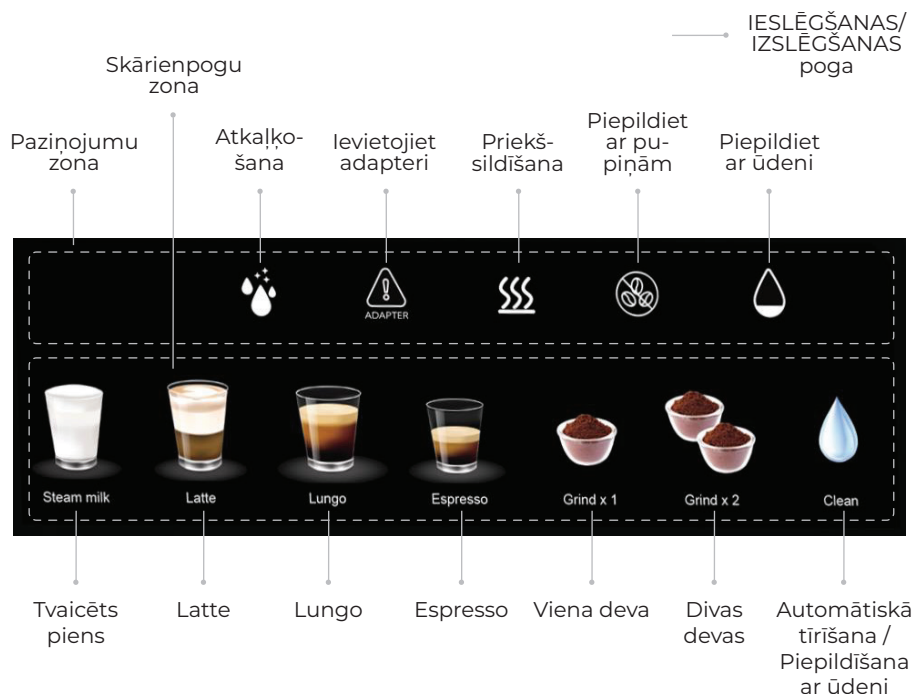 IESLĒGŠANAS/
IZSLĒGŠANAS
poga
Skārienpogu
zona
Paziņojumu
zona
Atkaļķo-
šana
Ievietojiet
adapteri
Priekš-
sildīšana
Piepildiet
ar pu-
piņām
Piepildiet
ar ūdeni
ADAPTER
Steam milk
Latte
Lungo
Espresso
Grind x 1
Grind x 2
Clean
Tvaicēts
piens
Latte
Lungo
Espresso
Viena deva
Divas
devas
Automātiskā
tīrīšana /
Piepildīšana
ar ūdeni